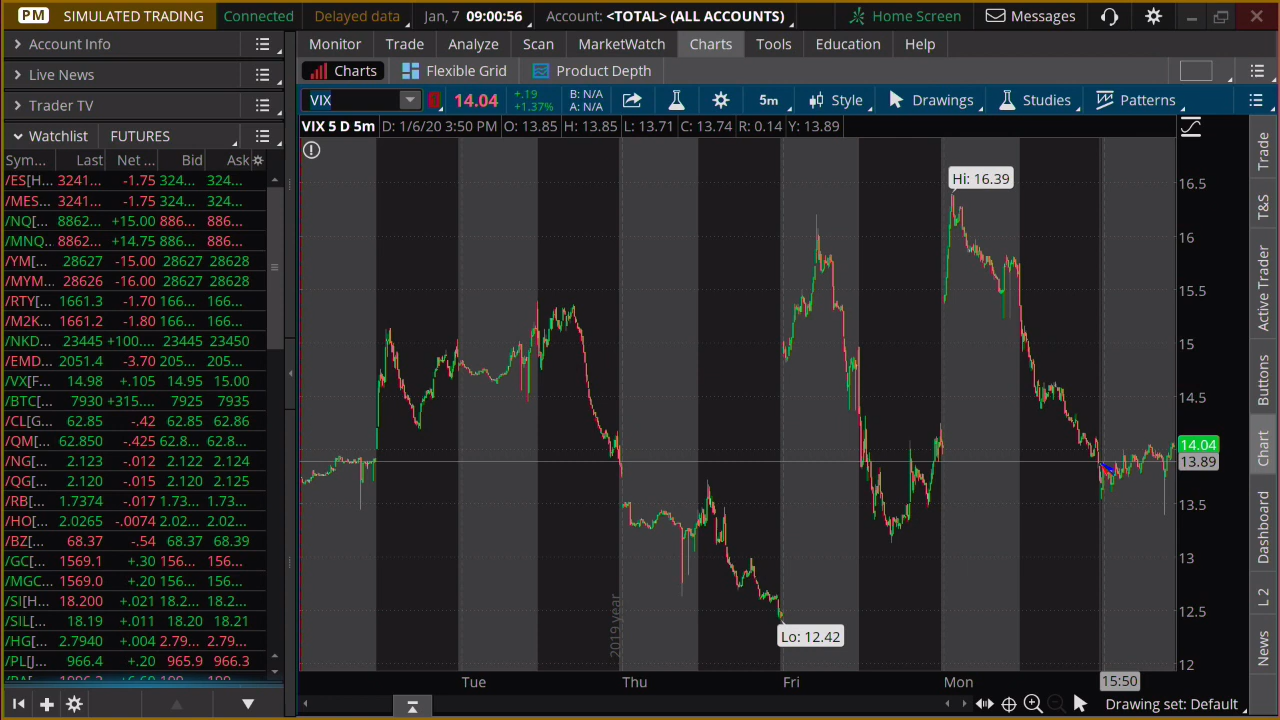 PM SIMULATED TRADING Connected Delayed data Jan, 7 09:00:56 Account: <TOTAL> (ALL ACCOUNTS) Home Screen Messages
Account Info Monitor Trade Analyze Scan MarketWatch Charts Tools Education Help
Live News Charts Flexible Grid Product Depth
Trader TV VIX 14.04 +.19 B: N/A 5m Style Drawings Studies Patterns
+1.37% A: N/A
Watchlist FUTURES VIX 5 D 5m D: 1/6/20 3:50 PM O: 13.85 H: 13.85 L: 13.71 C: 13.74 R: 0.14 Y: 13.89
Sym... Last Net ... Bid Ask
/ES[H... 3241... -1.75 324... 324...
/MES... 3241... -1.75 324... 324...
/NQ[... 8862... +15.00 886... 886...
/MNQ... 8862... +14.75 886... 886...
/YM[... 28627 -15.00 28627 28628
/MYM... 28626 -16.00 28627 28628
/RTY[... 1661.3 -1.70 166... 166...
/M2K... 1661.2 -1.80 166... 166...
/NKD... 23445 +100.... 23445 23450
/EMD... 2051.4 -3.70 205... 205...
/VX[F... 14.98 +.105 14.95 15.00
/BTC[... 7930 +315.... 7925 7935
/CL[G... 62.85 -.42 62.85 62.86
/QM[... 62.850 -.425 62.8... 62.8...
/NG[... 2.123 -.012 2.122 2.124
/QG[... 2.120 -.015 2.120 2.125
/RB[... 1.7374 -.017 1.73... 1.73...
/HO[... 2.0265 -.0074 2.02... 2.02...
/BZ[... 68.37 -.54 68.37 68.39
/GC[... 1569.1 +.30 156... 156...
/MGC... 1569.0 +.20 156... 156...
/SI[H... 18.200 +.021 18.2... 18.2...
/SIL[... 18.19 +.011 18.20 18.21
/HG[... 2.7940 +.004 2.79... 2.79...
/PL[J... 966.4 +.20 965.9 966.3
Hi: 16.39
Lo: 12.42
2019 year
16.5
16
15.5
15
14.5
14.04
13.89
13.5
13
12.5
12
Tue Thu Fri Mon 15:50
Trade
T&S
Active Trader
Buttons
Chart
Dashboard
L 2
News
Drawing set: Default